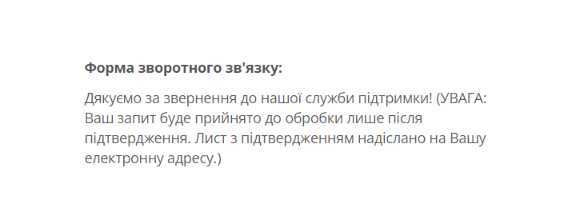 Форма зворотного зв'язку:
Дякуємо за звернення до нашої служби підтримки! (УВАГА:
Ваш запит буде прийнято до обробки лише після
підтвердження. Лист з підтвердженням надіслано на Вашу
електронну адресу.)